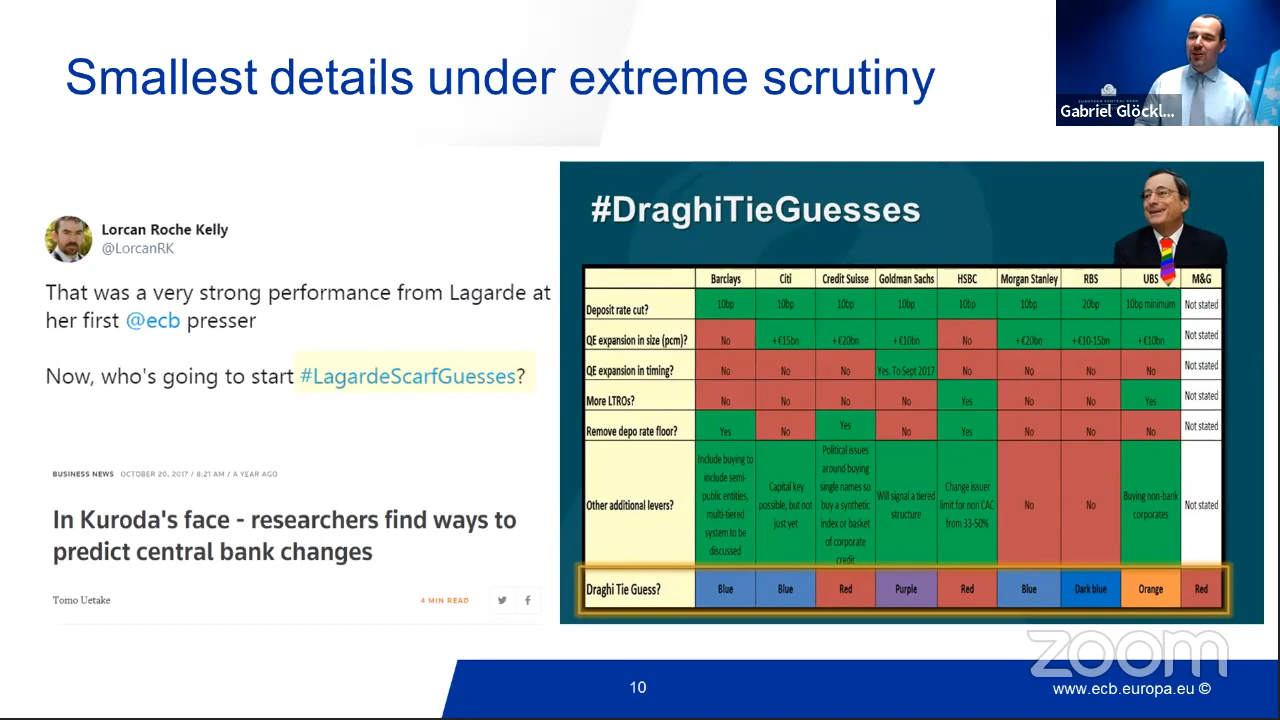 Smallest details under extreme scrutiny
Gabriel Glöckl...
EUROPEAN CENTRAL BANK
Lorcan Roche Kelly
@LorcanRK
That was a very strong performance from Lagarde at
her first @ecb presser
Now, who's going to start #LagardeScarfGuesses?
BUSINESS NEWS OCTOBER 20, 2017 / 8:21 AM / A YEAR AGO
In Kuroda's face - researchers find ways to
predict central bank changes
Tomo Uetake
4 MIN READ
#DraghiTieGuesses
Barclays Citi Credit Suisse Goldman Sachs HSBC Morgan Stanley RBS UBS M&G
Deposit rate cut? 10bp 10bp 10bp 10bp 10bp 10bp 20bp 10bp minimum Not stated
QE expansion in size (pcm)? No + €15bn + €20bn + €10bn No + €20bn + €10-15bn + €10bn Not stated
QE expansion in timing? No No No Yes. To Sept 2017 No No No No Not stated
More LTROs? No No No No Yes No No Yes Not stated
Remove depo rate floor? Yes No Yes No Yes No No No Not stated
Other additional levers? Include buying to include semi-public entities, multi-tiered system to be discussed Capital key possible, but not just yet Political issues around buying single names so buy a synthetic index or basket of corporate credit Will signal a tiered structure Change issuer limit for non CAC from 33-50% No No Buying non-bank corporates Not stated
Draghi Tie Guess? Blue Blue Red Purple Red Blue Dark blue Orange Red
zoom
10
www.ecb.europa.eu ©